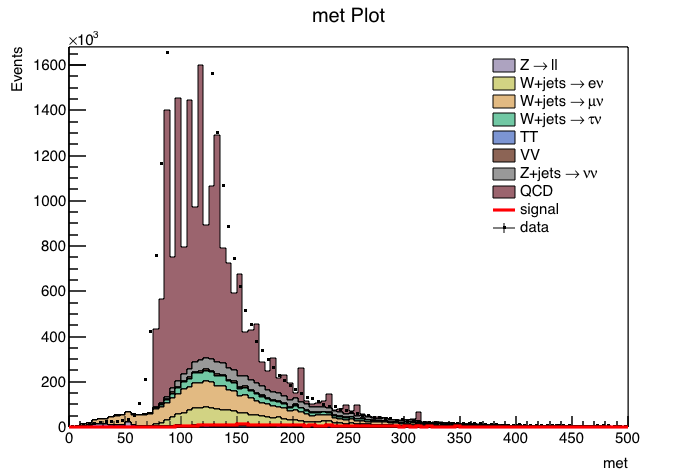 met Plot
×10³
Events
1600
1400
1200
1000
800
600
400
200
0
0 50 100 150 200 250 300 350 400 450 500
met
Z → ll
W+jets → eν
W+jets → μν
W+jets → τν
TT
VV
Z+jets → νν
QCD
signal
data